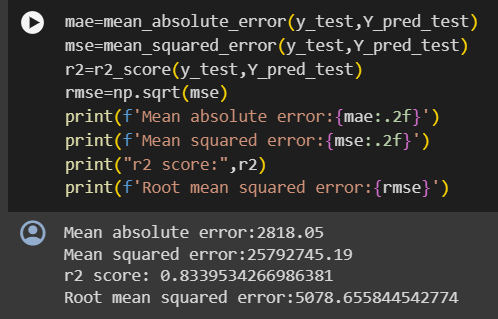 mae=mean_absolute_error(y_test,Y_pred_test)
mse=mean_squared_error(y_test,Y_pred_test)
r2=r2_score(y_test,Y_pred_test)
rmse=np.sqrt(mse)
print(f'Mean absolute error:{mae:.2f}')
print(f'Mean squared error:{mse:.2f}')
print("r2 score:",r2)
print(f'Root mean squared error:{rmse}')
Mean absolute error:2818.05
Mean squared error:25792745.19
r2 score: 0.8339534266986381
Root mean squared error:5078.655844542774